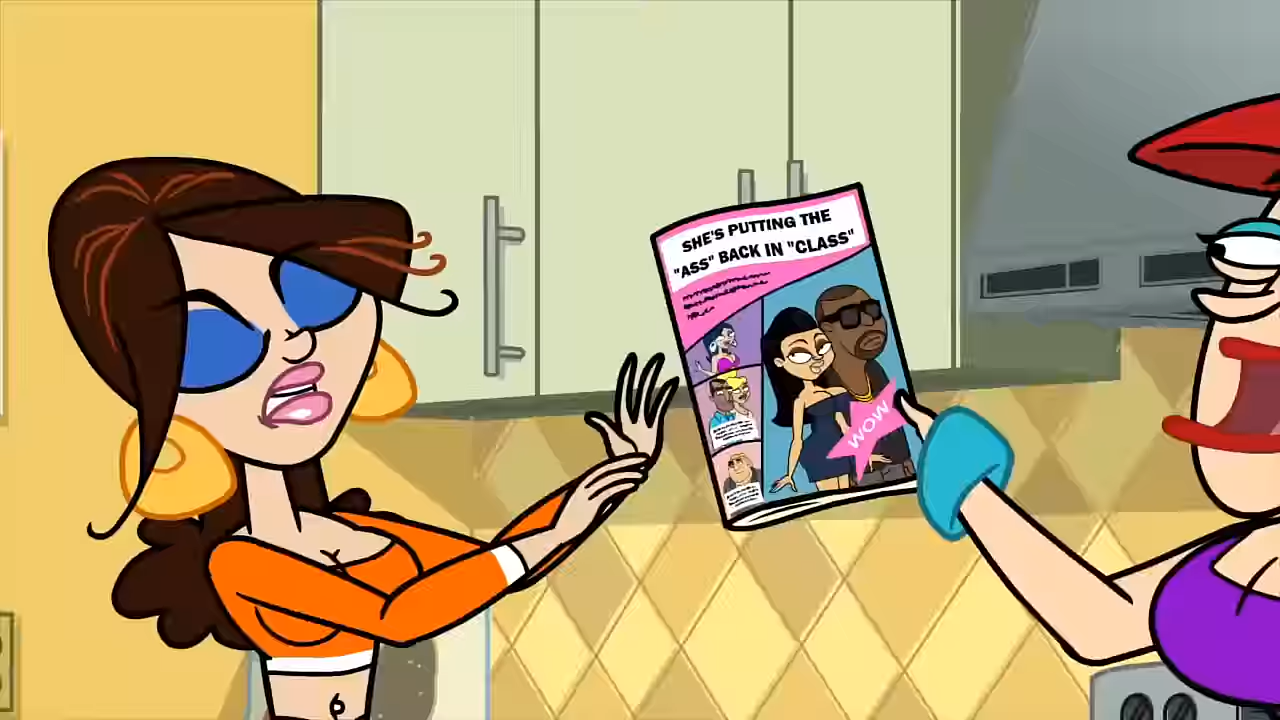 SHE'S PUTTING THE
"ASS" BACK IN "CLASS"
WOW